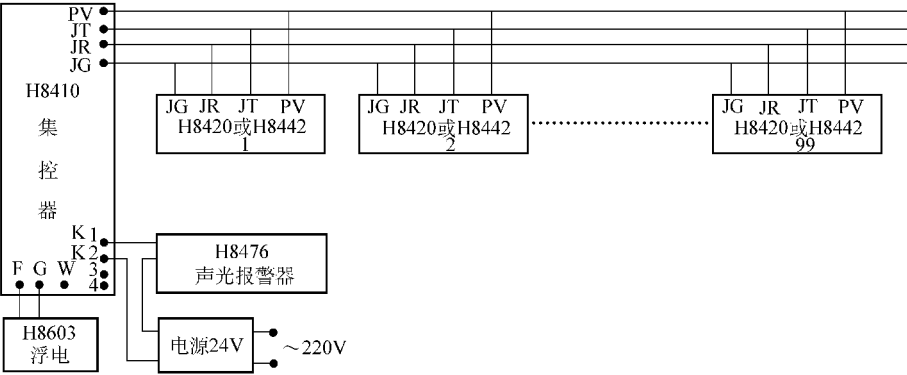 PV
JT
JR
JG
H8410
集
控
器
K 1
K 2
3
4
F G W
H8603
浮电
JG JR JT PV
H8420或H8442
1
JG JR JT PV
H8420或H8442
2
JG JR JT PV
H8420或H8442
99
H8476
声光报警器
电源24V
～220V